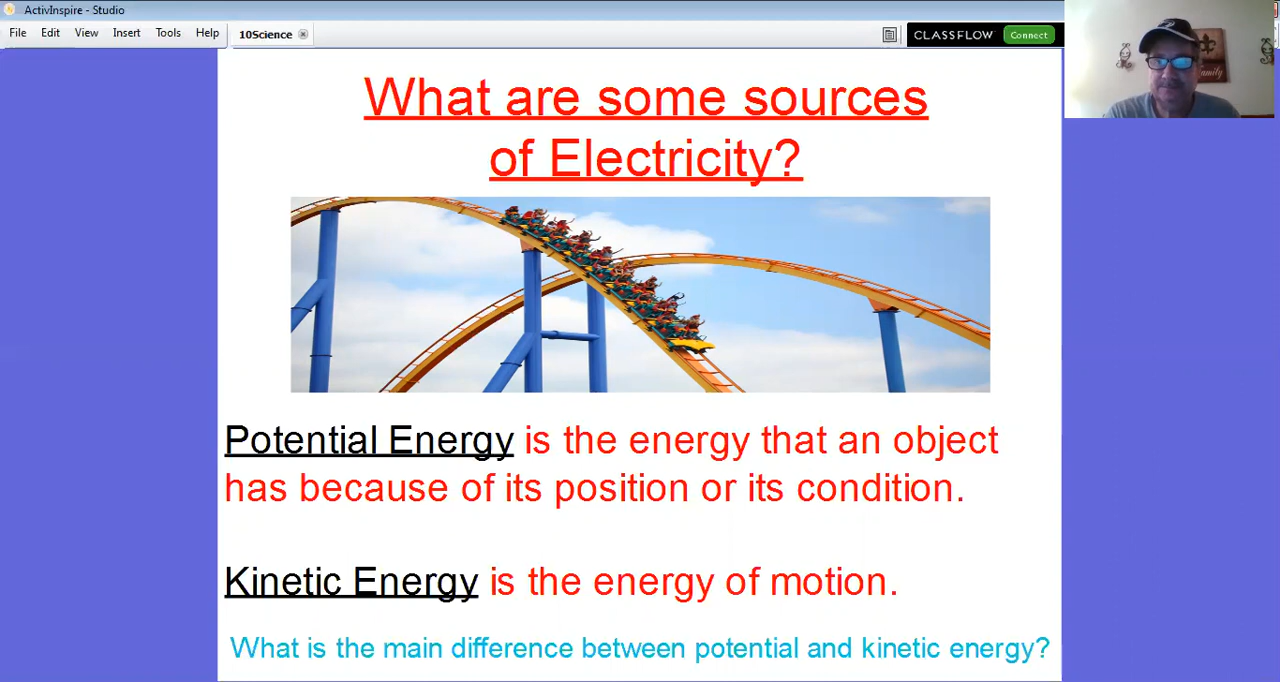 ActivInspire - Studio
File Edit View Insert Tools Help
10Science
CLASSFLOW Connect
family
What are some sources
of Electricity?
Potential Energy is the energy that an object
has because of its position or its condition.
Kinetic Energy is the energy of motion.
What is the main difference between potential and kinetic energy?